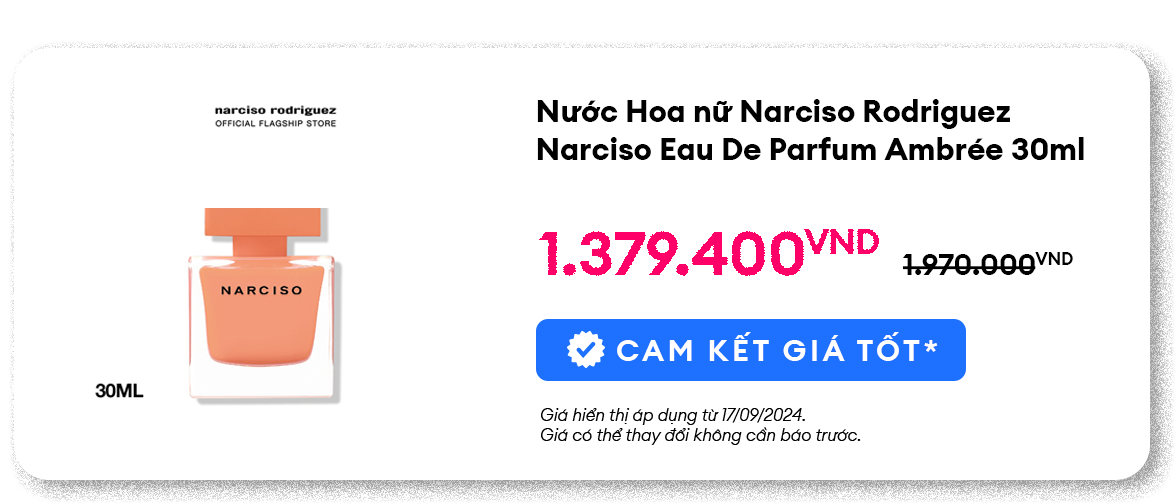 narciso rodriguez
OFFICIAL FLAGSHIP STORE
NARCISO
30ML
Nước Hoa nữ Narciso Rodriguez
Narciso Eau De Parfum Ambrée 30ml
1.379.400VND 1.970.000VND
CAM KẾT GIÁ TỐT*
Giá hiển thị áp dụng từ 17/09/2024.
Giá có thể thay đổi không cần báo trước.